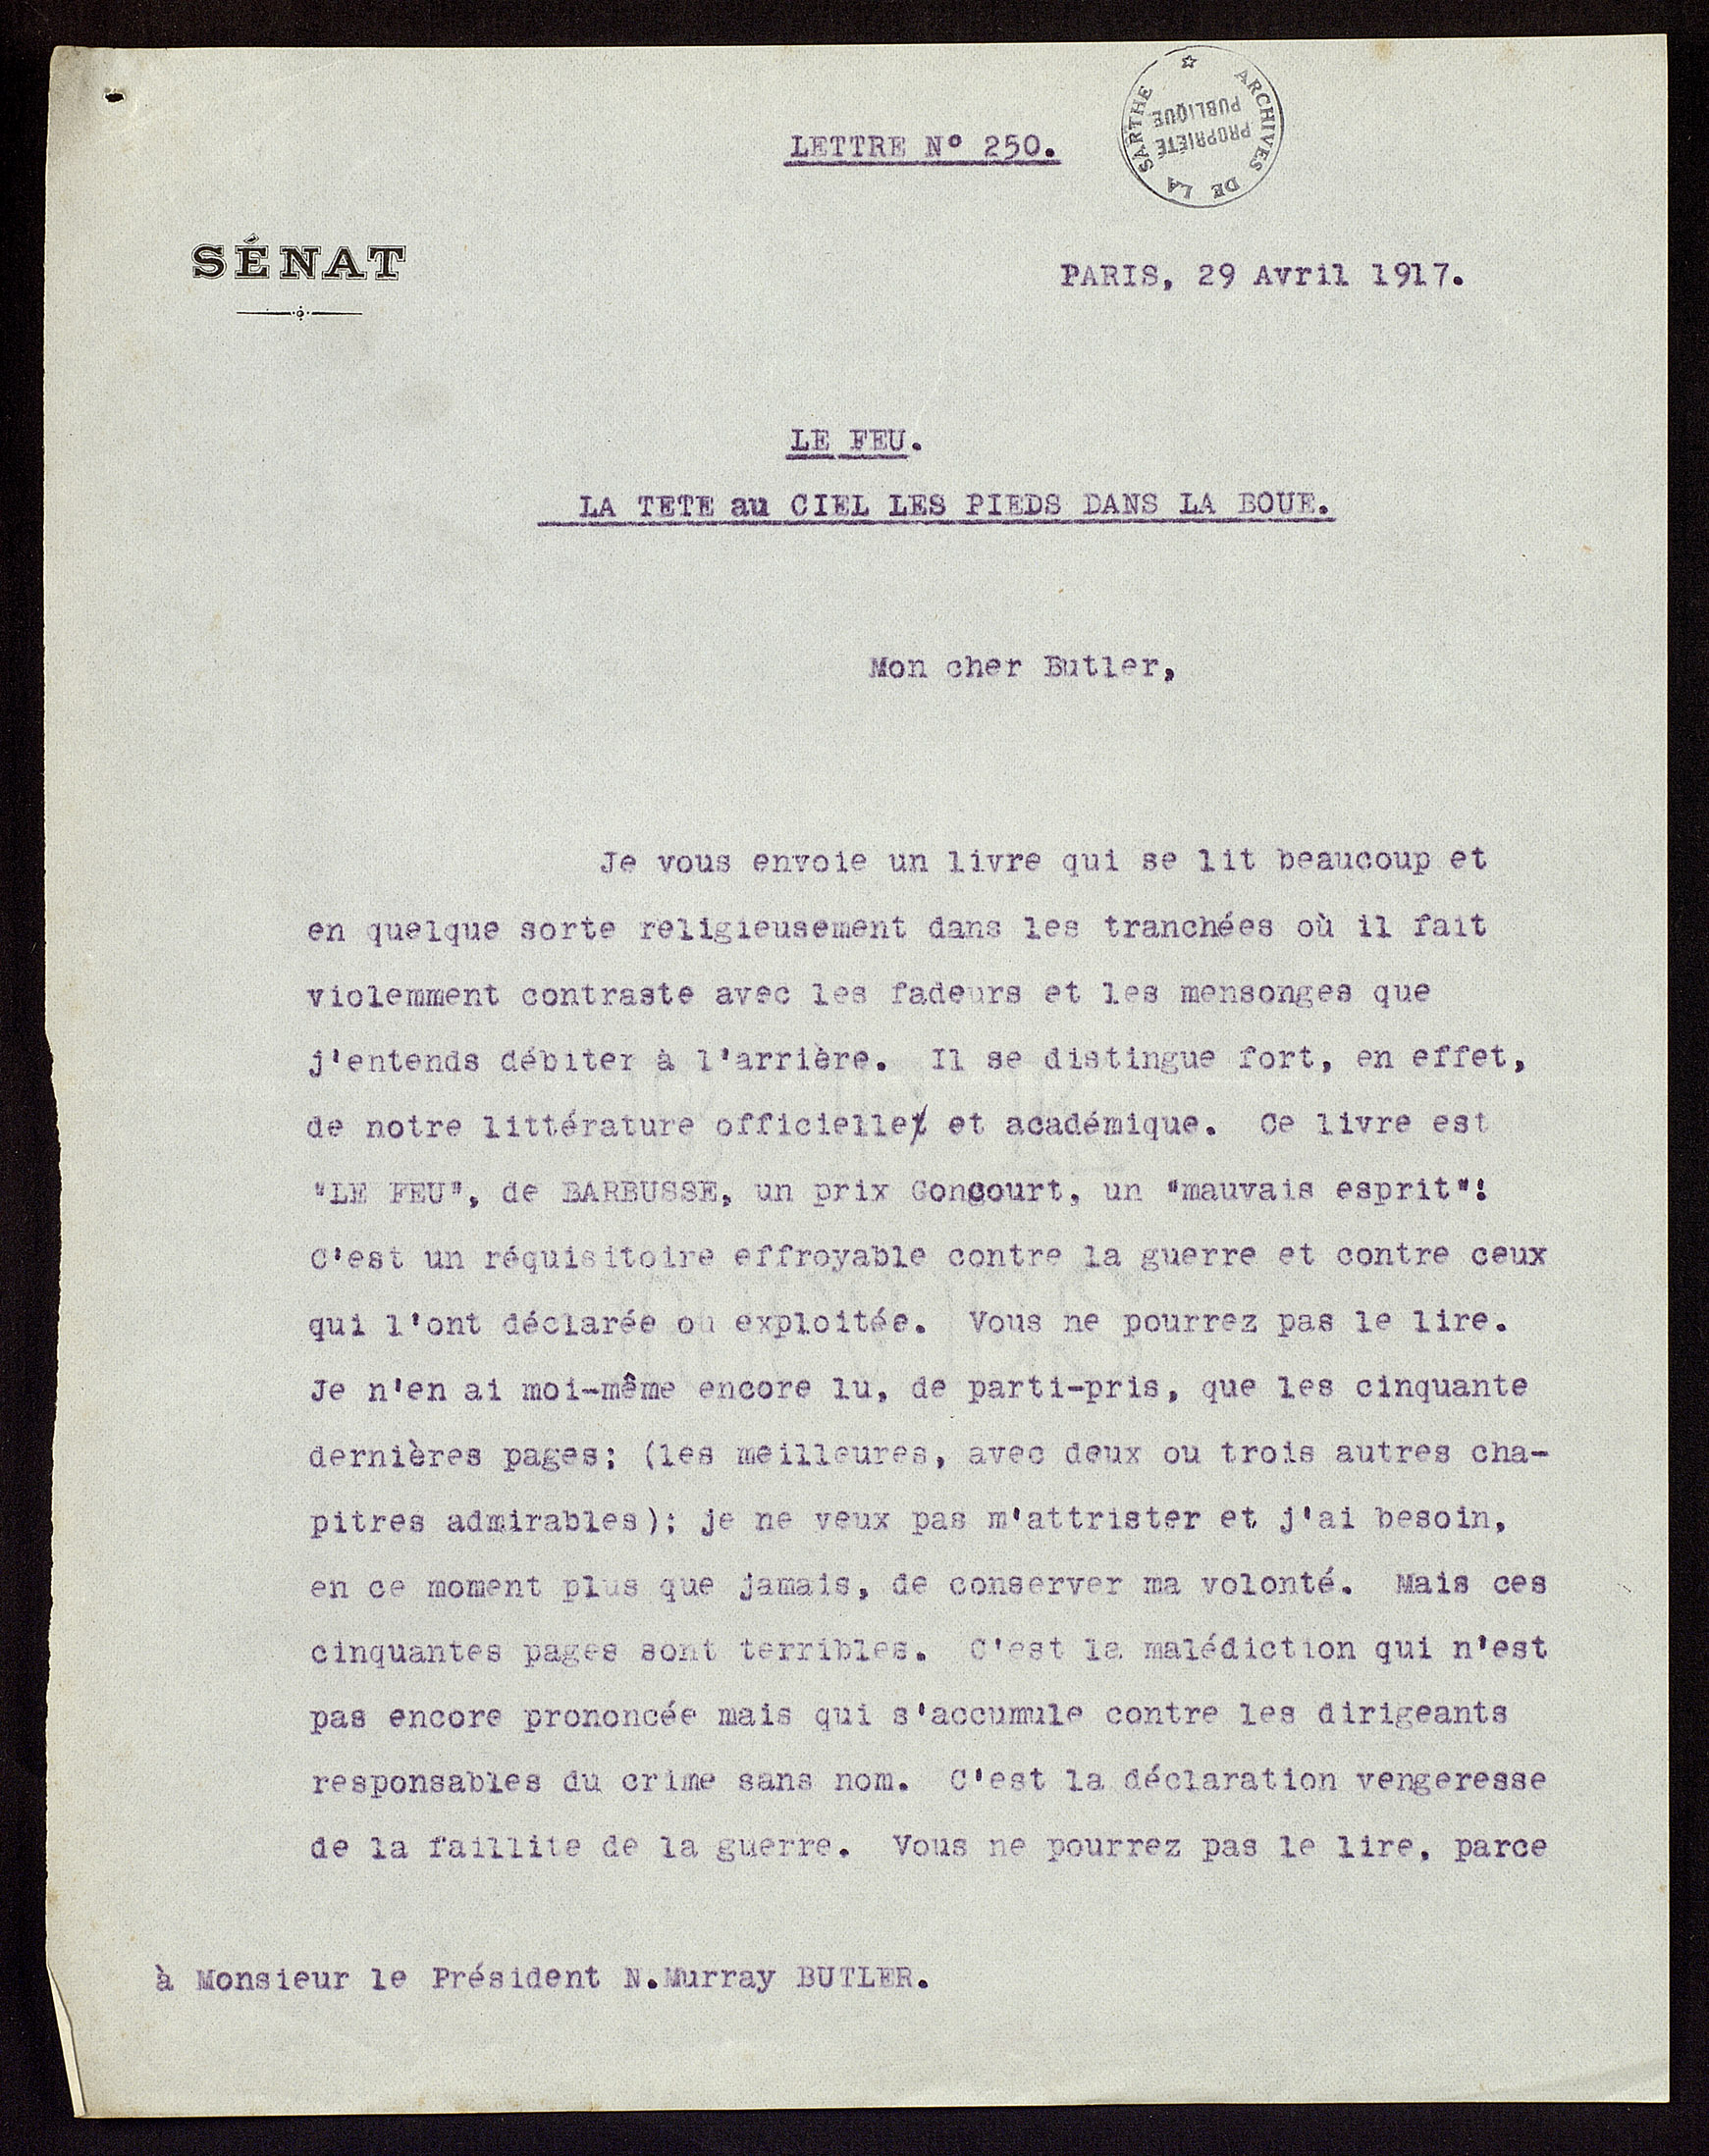 LETTRE N° 250.
ARCHIVES DE LA SARTHE
PROPRIÉTÉ
PUBLIQUE
SÉNAT
PARIS, 29 Avril 1917.
LE FEU.
LA TETE au CIEL LES PIEDS DANS LA BOUE.
Mon cher Butler,
Je vous envoie un livre qui se lit beaucoup et
en quelque sorte religieusement dans les tranchées où il fait
violemment contraste avec les fadeurs et les mensonges que
j'entends débiter à l'arrière. Il se distingue fort, en effet,
de notre littérature officielle et académique. Ce livre est
"LE FEU", de BARBUSSE, un prix Goncourt, un "mauvais esprit"!
C'est un réquisitoire effroyable contre la guerre et contre ceux
qui l'ont déclarée ou exploitée. Vous ne pourrez pas le lire.
Je n'en ai moi-même encore lu, de parti-pris, que les cinquante
dernières pages; (les meilleures, avec deux ou trois autres cha-
pitres admirables); je ne veux pas m'attrister et j'ai besoin,
en ce moment plus que jamais, de conserver ma volonté. Mais ces
cinquantes pages sont terribles. C'est la malédiction qui n'est
pas encore prononcée mais qui s'accumule contre les dirigeants
responsables du crime sans nom. C'est la déclaration vengeresse
de la faillite de la guerre. Vous ne pourrez pas le lire, parce
à Monsieur le Président N.Murray BUTLER.